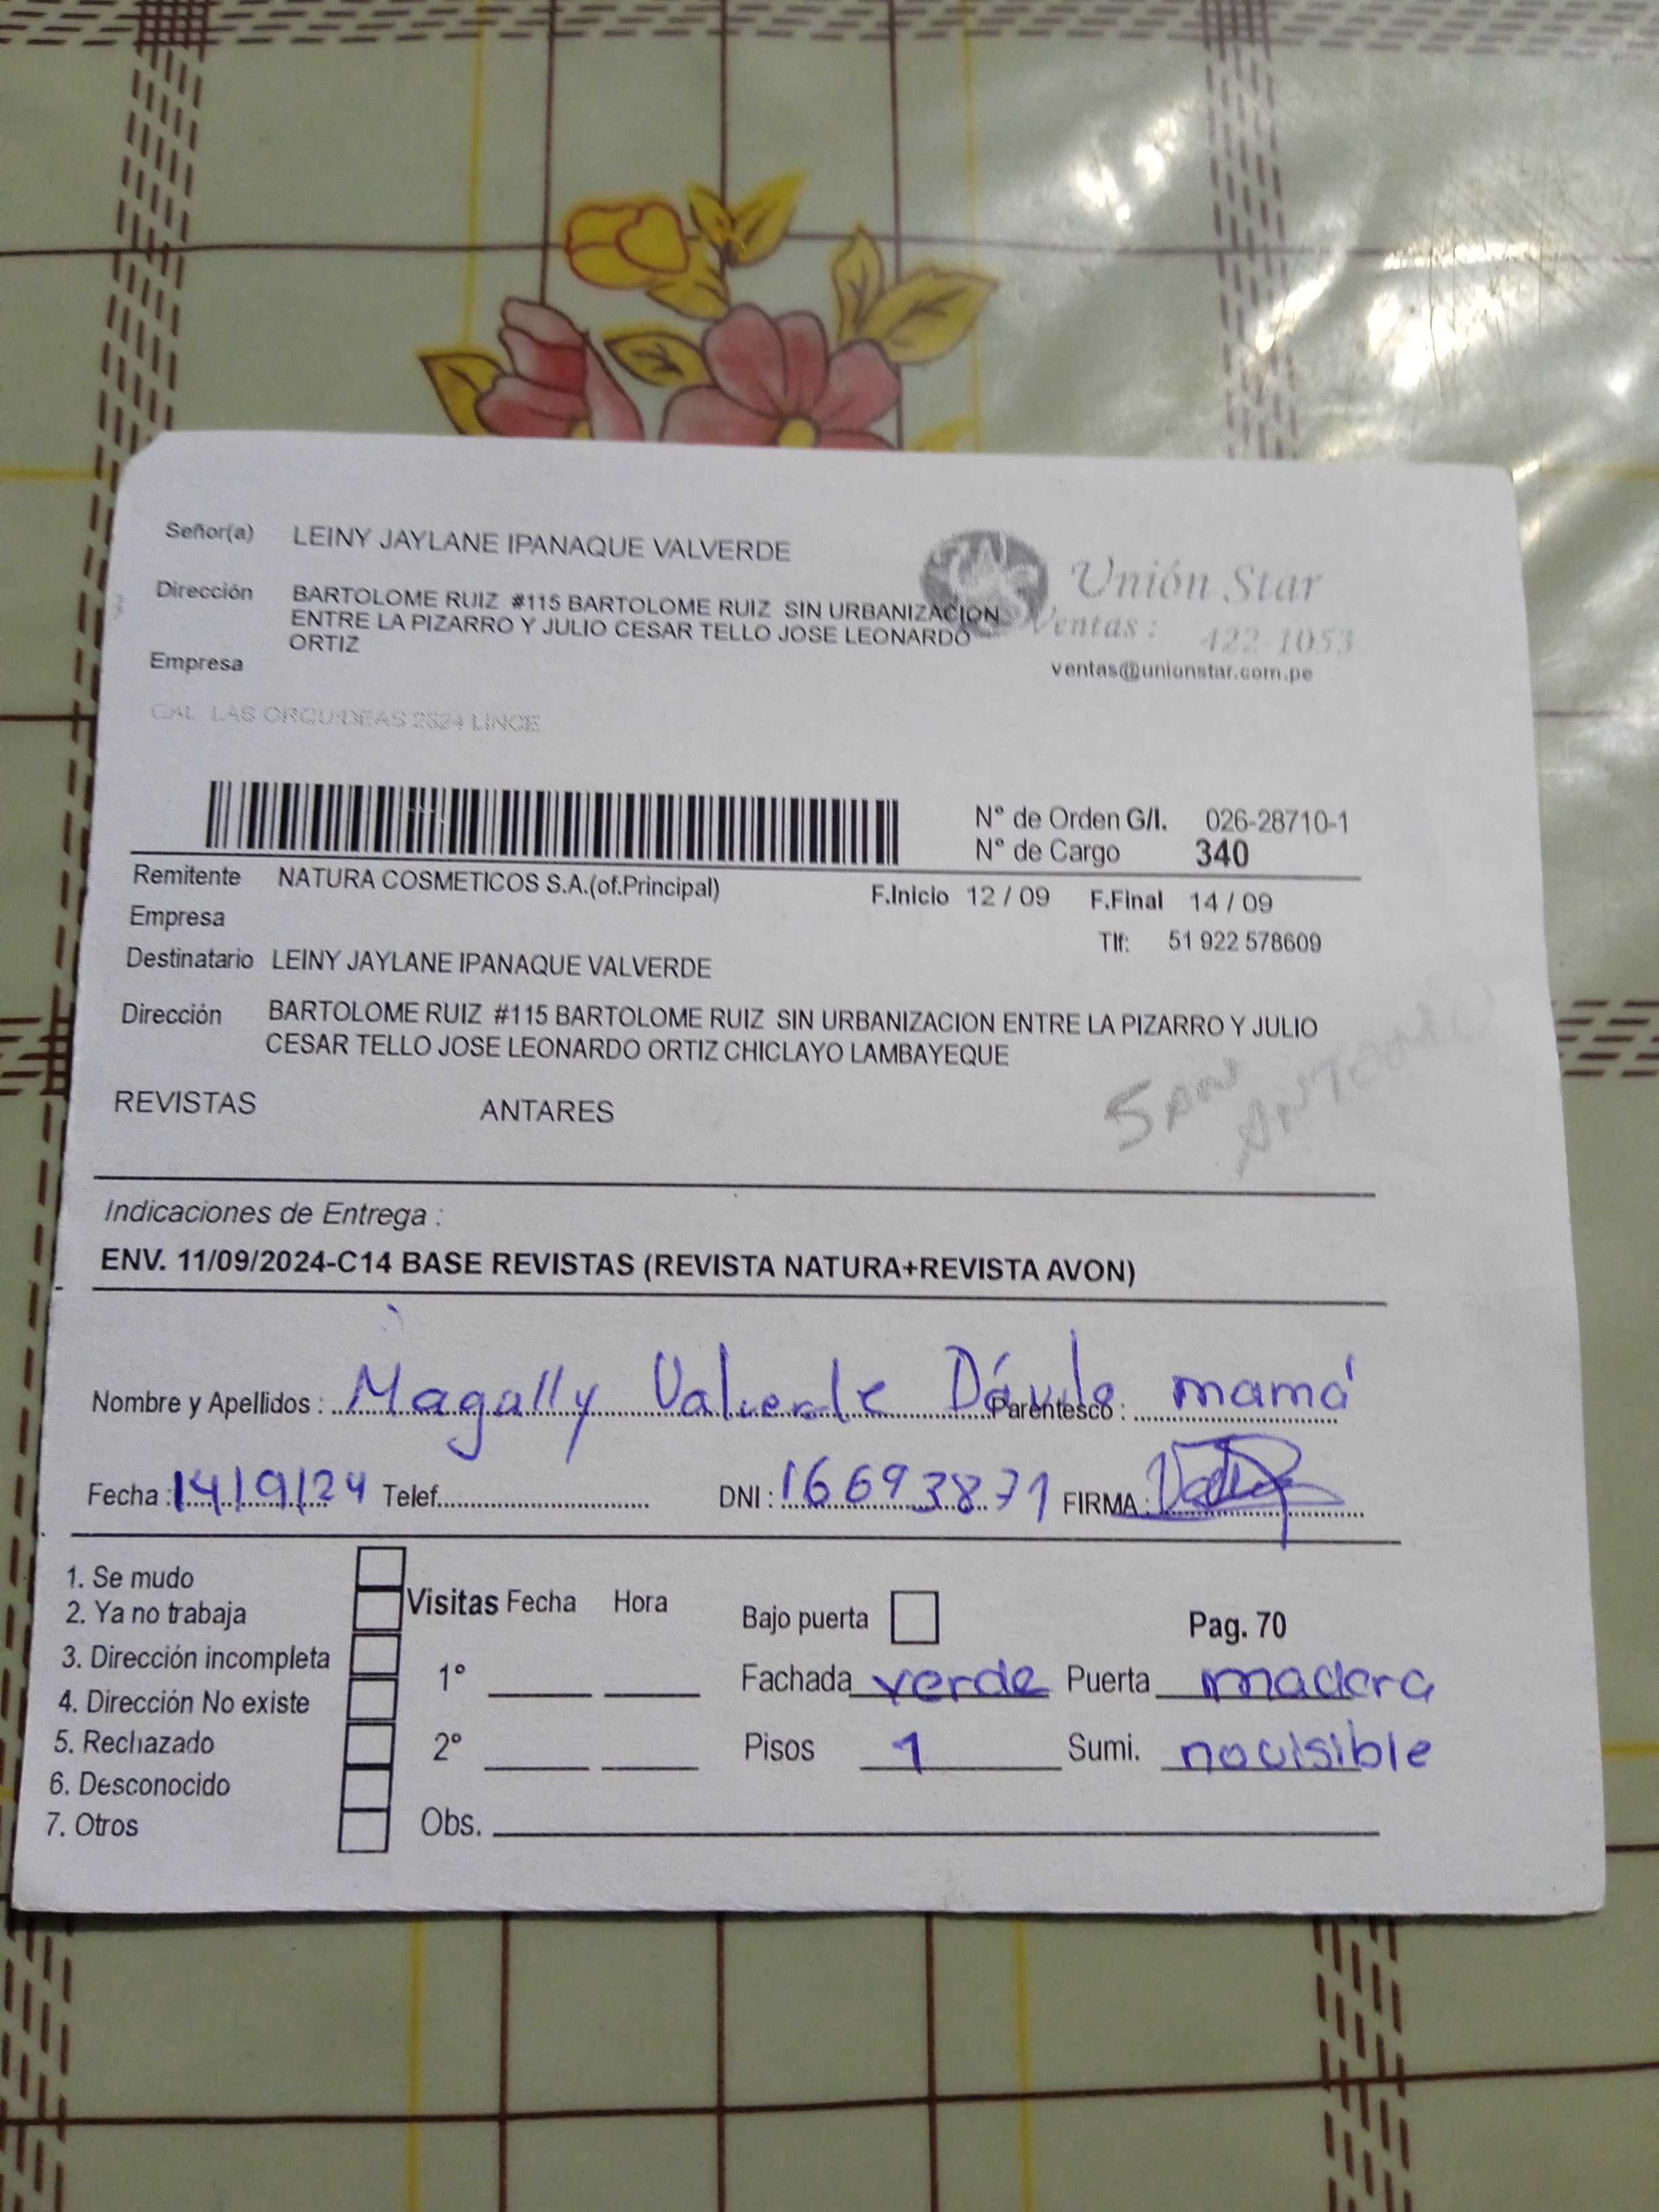 Señor(a) LEINY JAYLANE IPANAQUE VALVERDE
Unión Star
Dirección BARTOLOME RUIZ #115 BARTOLOME RUIZ SIN URBANIZACION
ENTRE LA PIZARRO Y JULIO CESAR TELLO JOSE LEONARDO
ORTIZ
Ventas: 422-1053
Empresa
ventas@unionstar.com.pe
CAL. LAS ORQUIDEAS 2624 LINCE
N° de Orden G/I. 026-28710-1
N° de Cargo 340
Remitente NATURA COSMETICOS S.A.(of.Principal)
F.Inicio 12 / 09 F.Final 14 / 09
Empresa
Tlf: 51 922 578609
Destinatario LEINY JAYLANE IPANAQUE VALVERDE
Dirección BARTOLOME RUIZ #115 BARTOLOME RUIZ SIN URBANIZACION ENTRE LA PIZARRO Y JULIO
CESAR TELLO JOSE LEONARDO ORTIZ CHICLAYO LAMBAYEQUE
REVISTAS ANTARES
San Antonio
Indicaciones de Entrega :
ENV. 11/09/2024-C14 BASE REVISTAS (REVISTA NATURA+REVISTA AVON)
Nombre y Apellidos : Magally Valverde Dávila Parentesco : mamá
Fecha : 14/9/24 Telef. DNI : 16693871 FIRMA :
1. Se mudo
2. Ya no trabaja
3. Dirección incompleta
4. Dirección No existe
5. Rechazado
6. Desconocido
7. Otros
Visitas Fecha Hora
1°
2°
Obs.
Bajo puerta
Pag. 70
Fachada verde Puerta madera
Pisos 1 Sumi. no visible